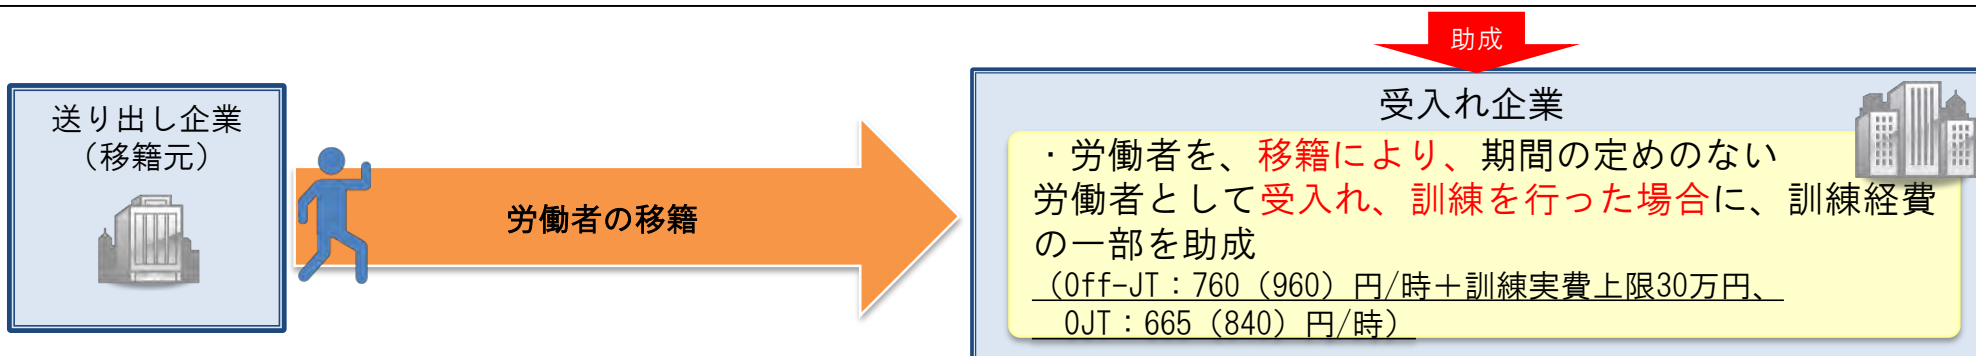 助成
送り出し企業
（移籍元）
労働者の移籍
受入れ企業
・労働者を、移籍により、期間の定めのない
労働者として受入れ、訓練を行った場合に、訓練経費
の一部を助成
（Off-JT：760（960）円/時＋訓練実費上限30万円、
OJT：665（840）円/時）